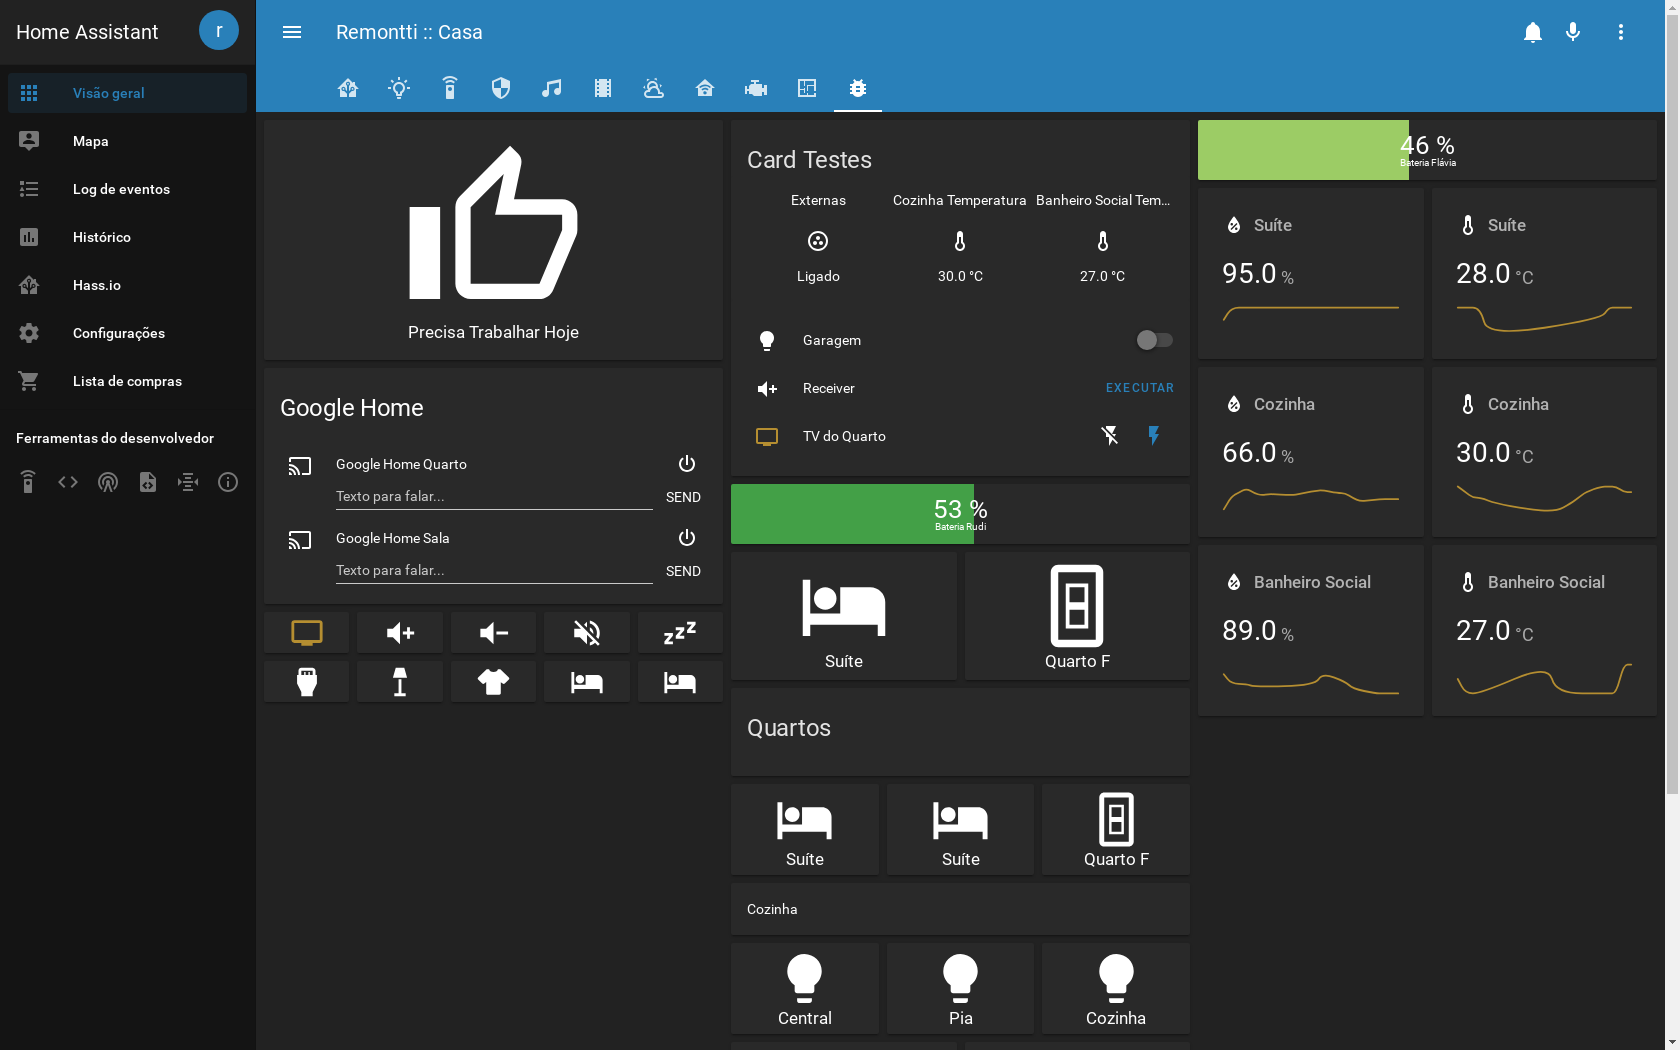 Home Assistant
r
Visão geral
Mapa
Log de eventos
Histórico
Hass.io
Configurações
Lista de compras
Ferramentas do desenvolvedor
Remontti :: Casa
Precisa Trabalhar Hoje
Google Home
Google Home Quarto
Texto para falar...
SEND
Google Home Sala
Texto para falar...
SEND
Card Testes
Externas
Cozinha Temperatura
Banheiro Social Tem...
Ligado
30.0 °C
27.0 °C
Garagem
Receiver
EXECUTAR
TV do Quarto
53 %
Bateria Rudi
Suíte
Quarto F
Quartos
Suíte
Suíte
Quarto F
Cozinha
Central
Pia
Cozinha
46 %
Bateria Flávia
Suíte
95.0 %
Suíte
28.0 °C
Cozinha
66.0 %
Cozinha
30.0 °C
Banheiro Social
89.0 %
Banheiro Social
27.0 °C